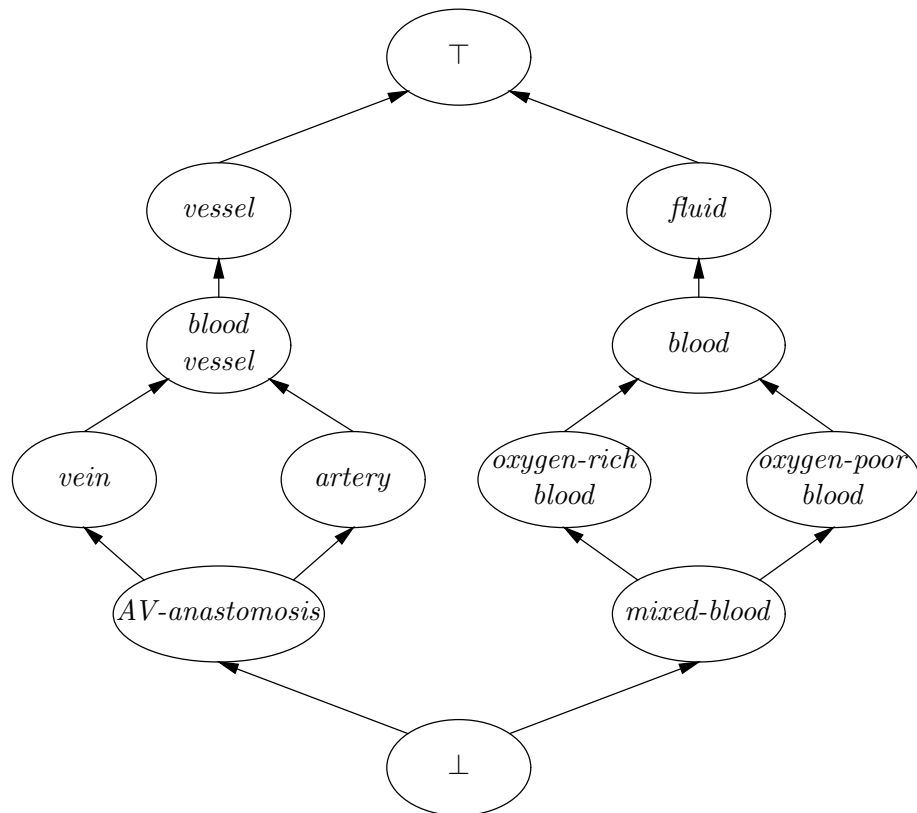 ⊤
vessel
fluid
blood
vessel
blood
vein
artery
oxygen-rich
blood
oxygen-poor
blood
AV-anastomosis
mixed-blood
⊥